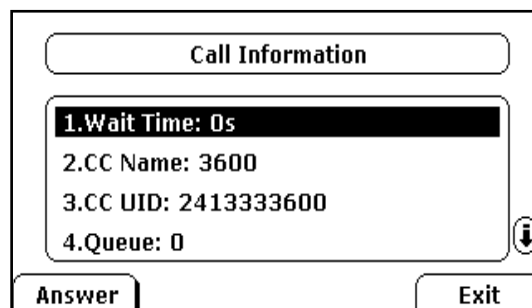 Call Information
1.Wait Time: 0s
2.CC Name: 3600
3.CC UID: 2413333600
4.Queue: 0
Answer Exit